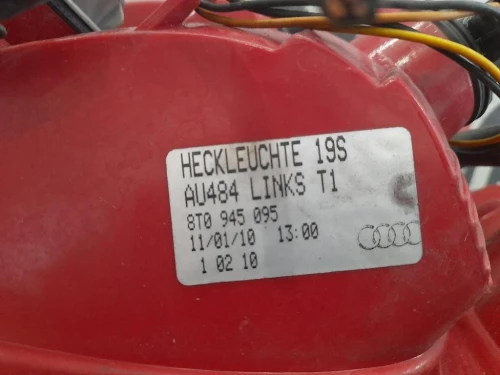 HECKLEUCHTE 19S
AU484 LINKS T1
8T0 945 095
11/01/10 13:00
1 02 10